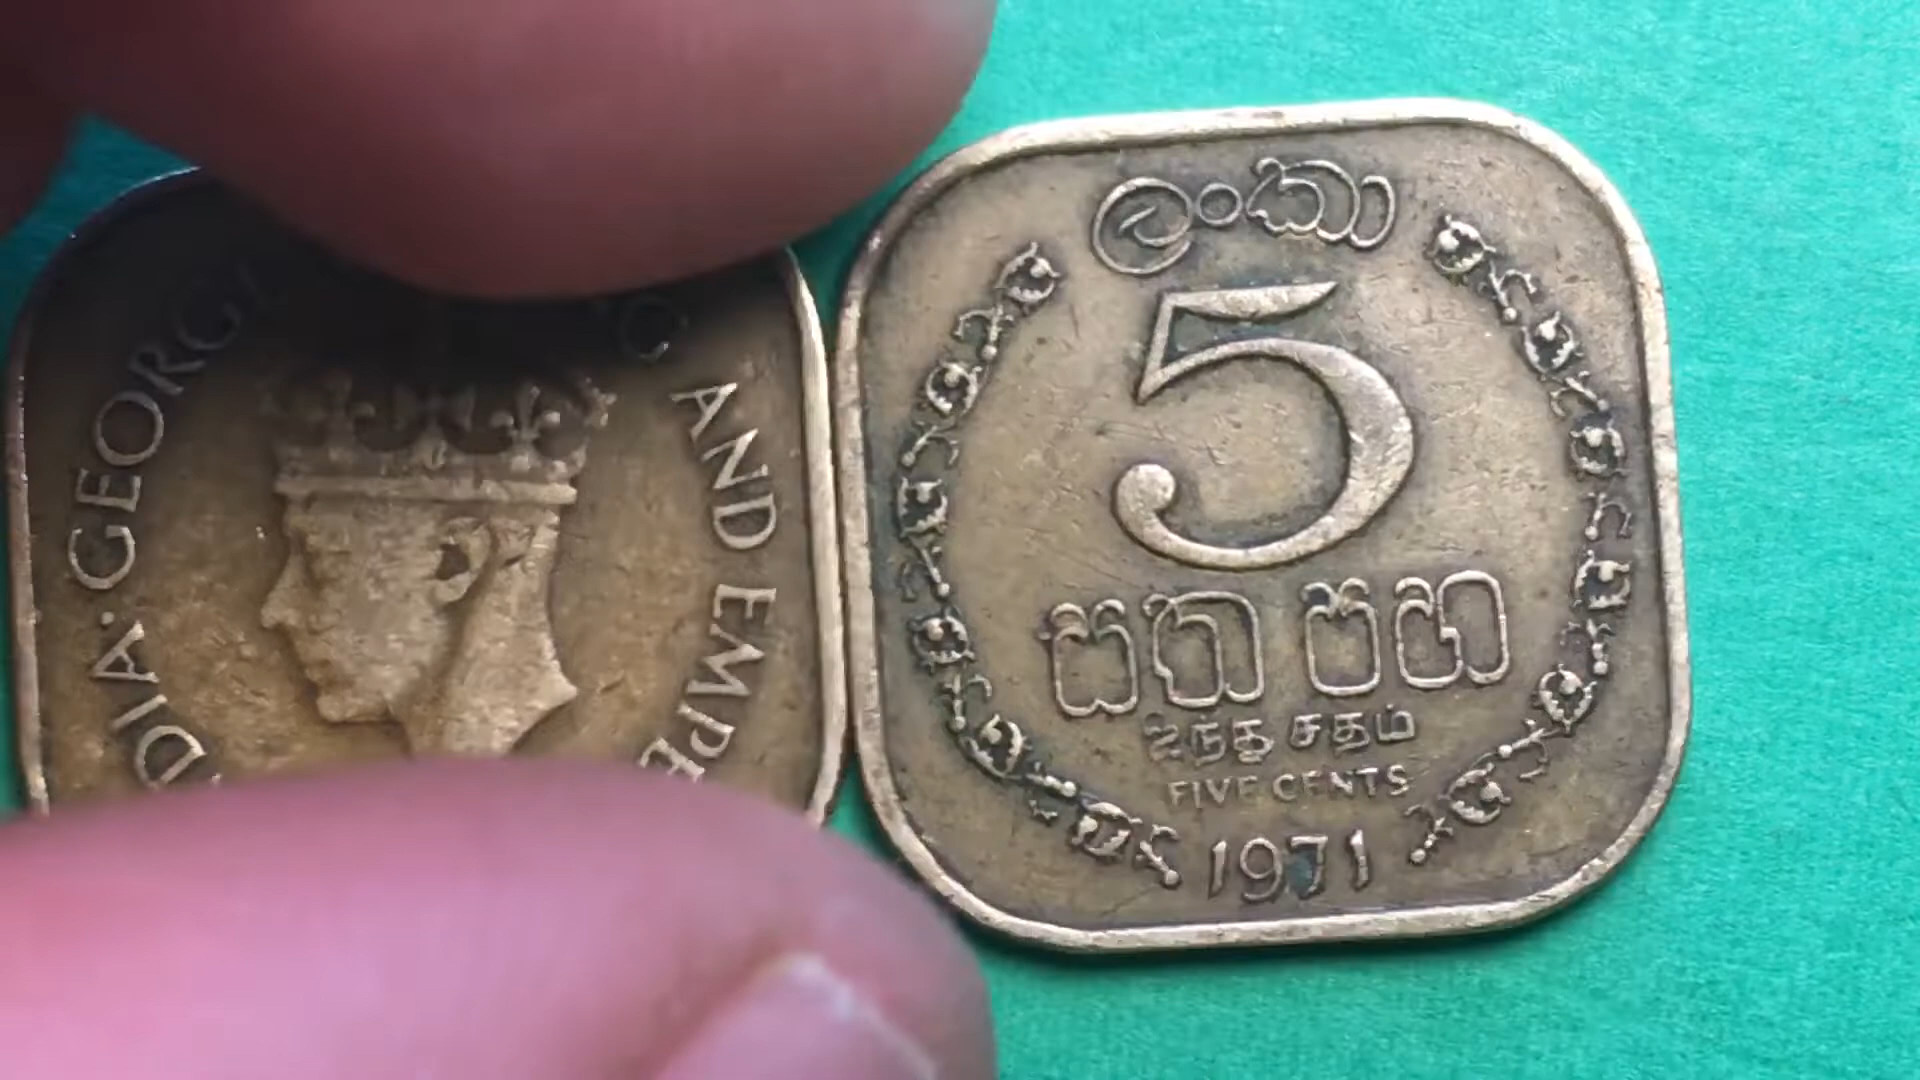 DIA: GEORG
AND EMPE
ලංකා
5
සත පහ
ஐந்து சதம்
FIVE CENTS
1971